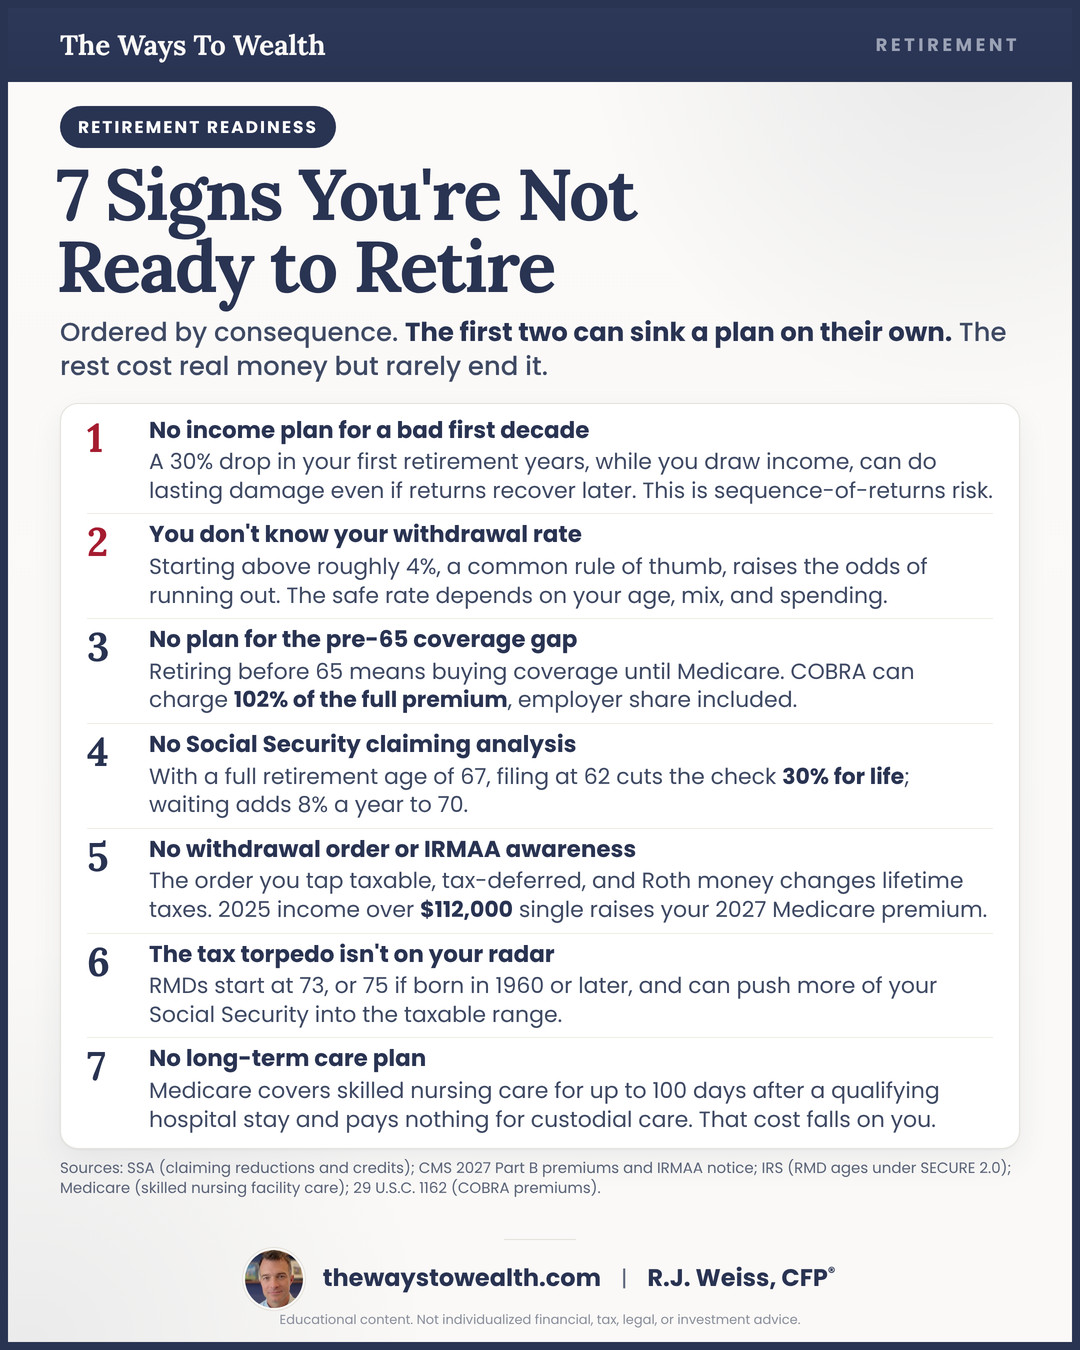 The Ways To Wealth
RETIREMENT
RETIREMENT READINESS
7 Signs You're Not
Ready to Retire
Ordered by consequence. The first two can sink a plan on their own. The
rest cost real money but rarely end it.
1
No income plan for a bad first decade
A 30% drop in your first retirement years, while you draw income, can do
lasting damage even if returns recover later. This is sequence-of-returns risk.
2
You don't know your withdrawal rate
Starting above roughly 4%, a common rule of thumb, raises the odds of
running out. The safe rate depends on your age, mix, and spending.
3
No plan for the pre-65 coverage gap
Retiring before 65 means buying coverage until Medicare. COBRA can
charge 102% of the full premium, employer share included.
4
No Social Security claiming analysis
With a full retirement age of 67, filing at 62 cuts the check 30% for life;
waiting adds 8% a year to 70.
5
No withdrawal order or IRMAA awareness
The order you tap taxable, tax-deferred, and Roth money changes lifetime
taxes. 2025 income over $112,000 single raises your 2027 Medicare premium.
6
The tax torpedo isn't on your radar
RMDs start at 73, or 75 if born in 1960 or later, and can push more of your
Social Security into the taxable range.
7
No long-term care plan
Medicare covers skilled nursing care for up to 100 days after a qualifying
hospital stay and pays nothing for custodial care. That cost falls on you.
Sources: SSA (claiming reductions and credits); CMS 2027 Part B premiums and IRMAA notice; IRS (RMD ages under SECURE 2.0);
Medicare (skilled nursing facility care); 29 U.S.C. 1162 (COBRA premiums).
thewaystowealth.com | R.J. Weiss, CFP®
Educational content. Not individualized financial, tax, legal, or investment advice.